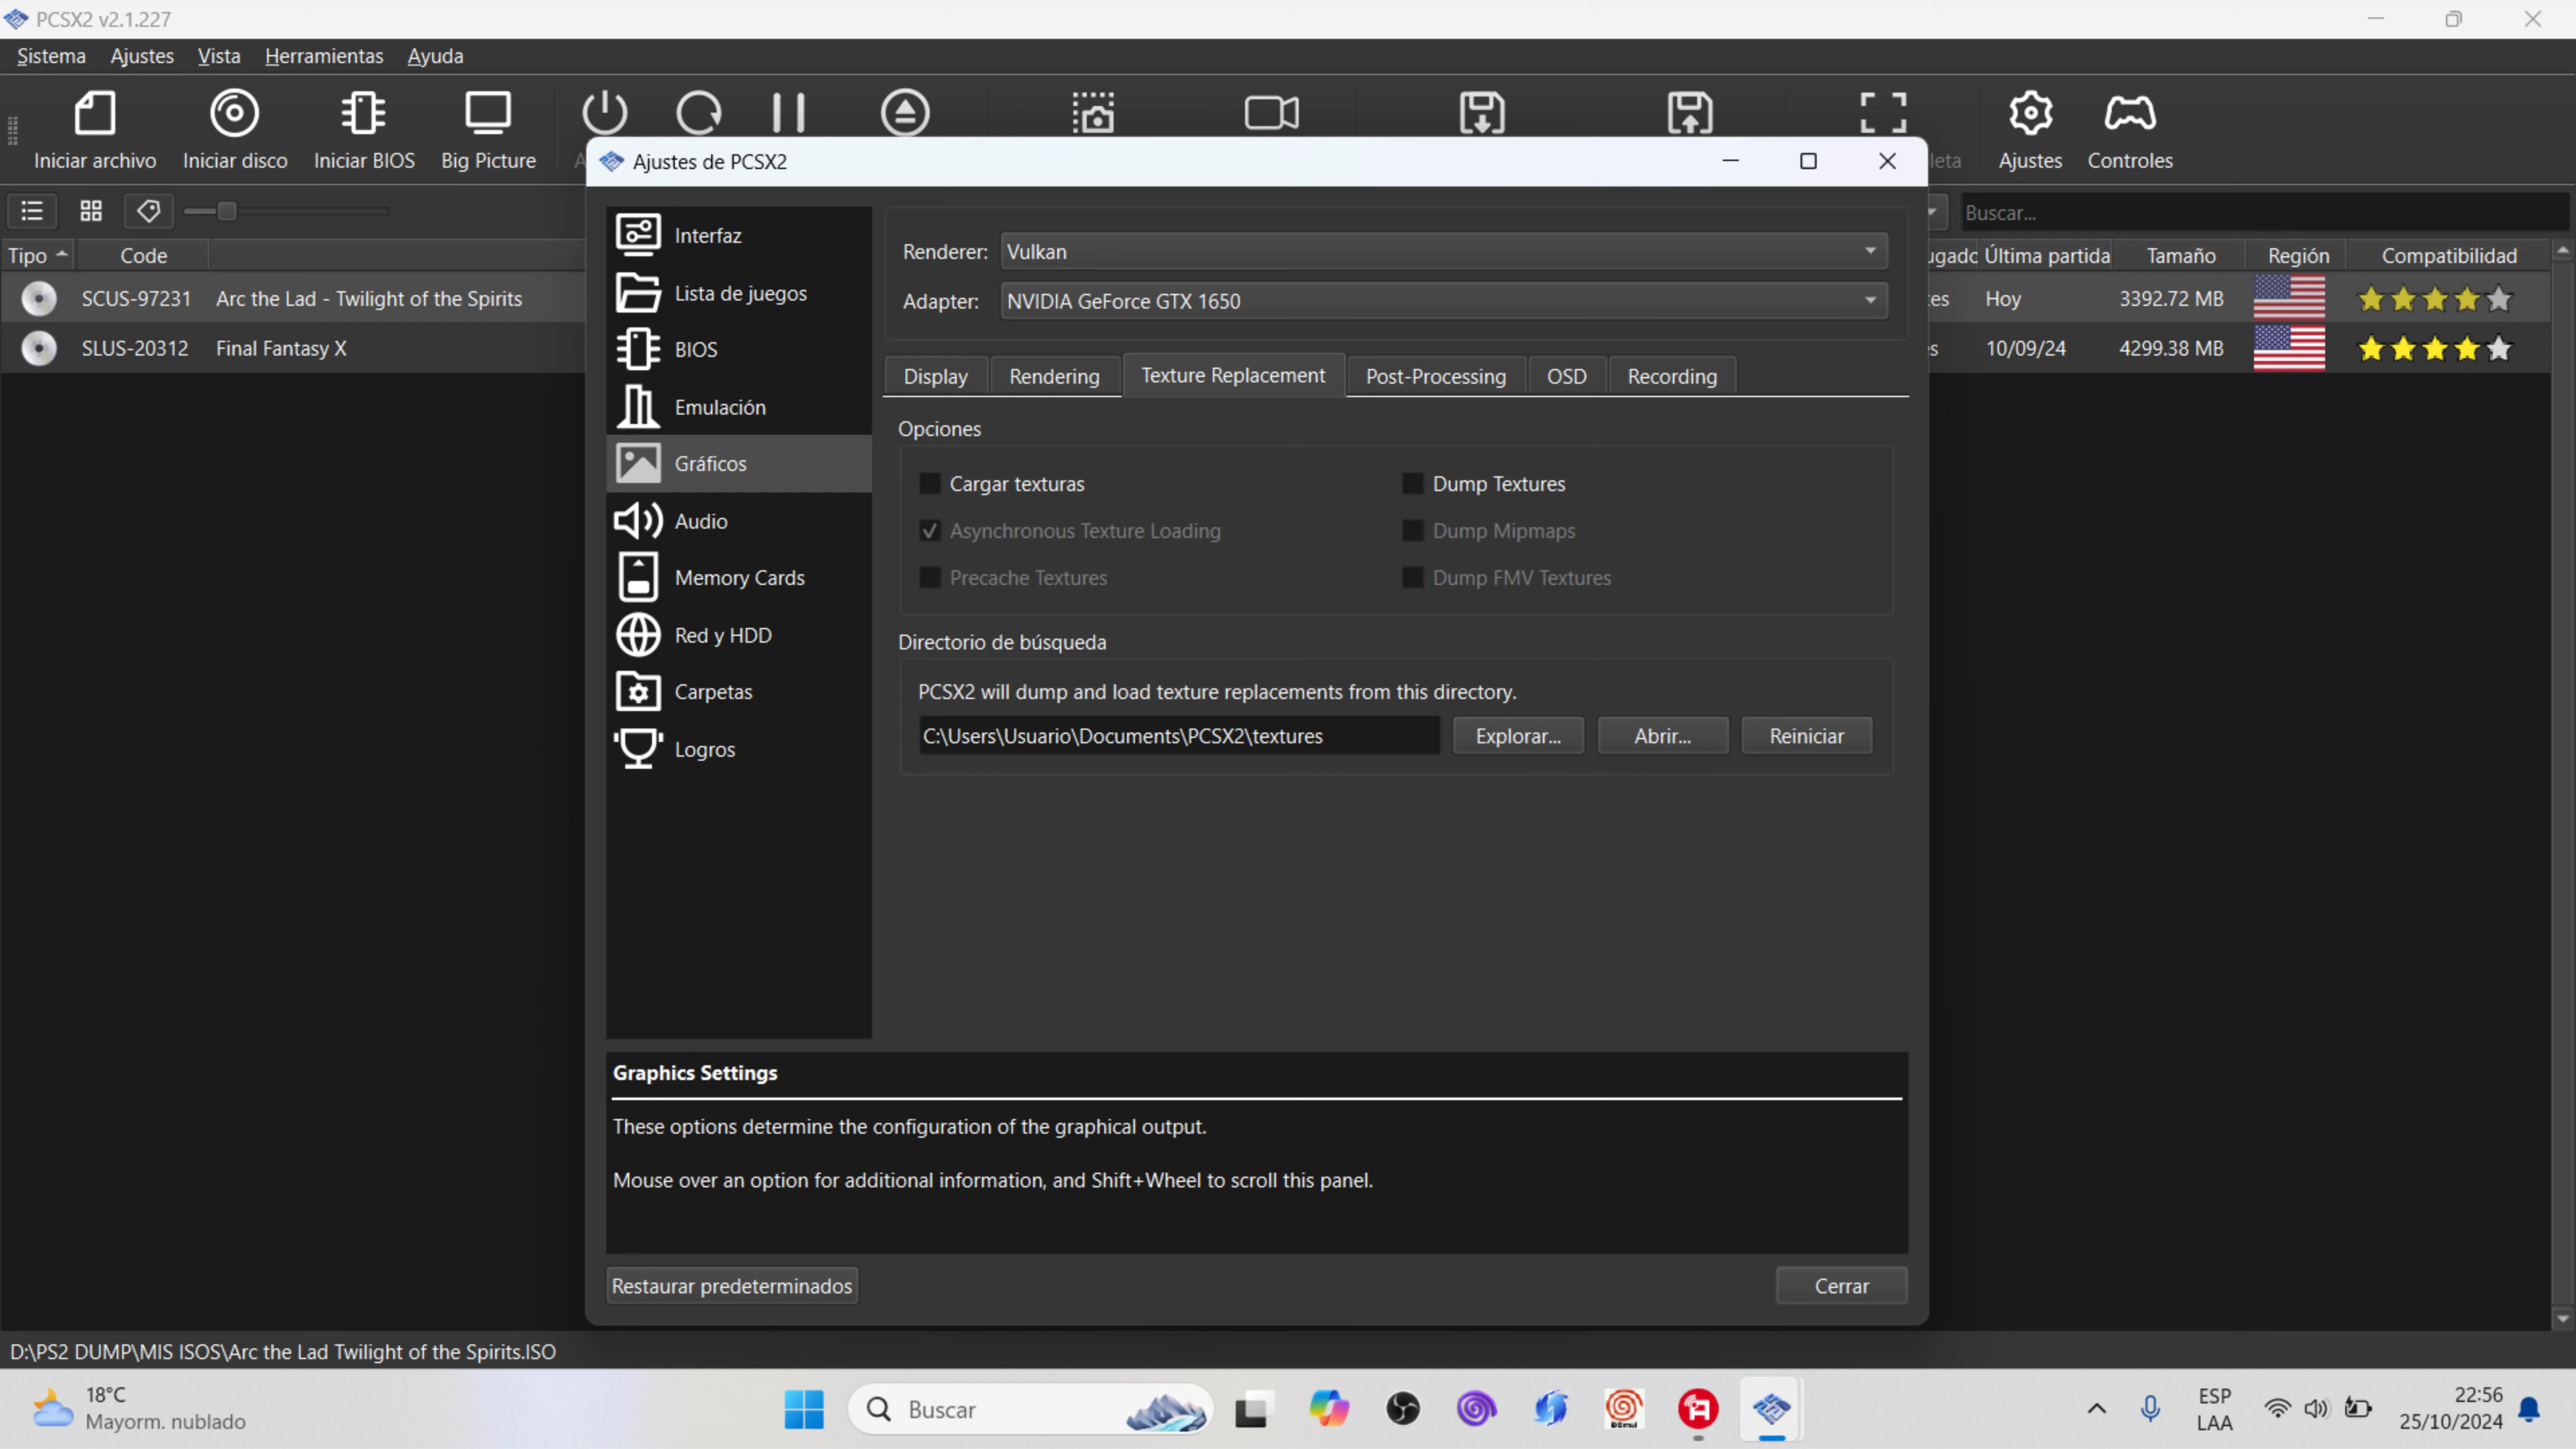 PCSX2 v2.1.227
Sistema Ajustes Vista Herramientas Ayuda
Iniciar archivo Iniciar disco Iniciar BIOS Big Picture Ajustes Controles
Ajustes de PCSX2
Buscar...
Tipo Code Última partida Tamaño Región Compatibilidad
SCUS-97231 Arc the Lad - Twilight of the Spirits Hoy 3392.72 MB
SLUS-20312 Final Fantasy X 10/09/24 4299.38 MB
Interfaz
Lista de juegos
BIOS
Emulación
Gráficos
Audio
Memory Cards
Red y HDD
Carpetas
Logros
Renderer: Vulkan
Adapter: NVIDIA GeForce GTX 1650
Display Rendering Texture Replacement Post-Processing OSD Recording
Opciones
Cargar texturas Dump Textures
Asynchronous Texture Loading Dump Mipmaps
Precache Textures Dump FMV Textures
Directorio de búsqueda
PCSX2 will dump and load texture replacements from this directory.
C:\Users\Usuario\Documents\PCSX2\textures Explorar... Abrir... Reiniciar
Graphics Settings
These options determine the configuration of the graphical output.
Mouse over an option for additional information, and Shift+Wheel to scroll this panel.
Restaurar predeterminados Cerrar
D:\PS2 DUMP\MIS ISOS\Arc the Lad Twilight of the Spirits.ISO
18°C
Mayorm. nublado
Buscar
ESP
LAA
22:56
25/10/2024